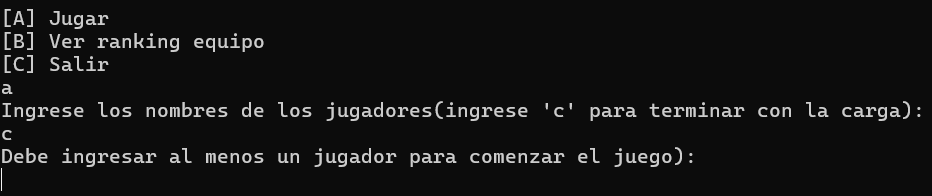 [A] Jugar
[B] Ver ranking equipo
[C] Salir
a
Ingrese los nombres de los jugadores(ingrese 'c' para terminar con la carga):
c
Debe ingresar al menos un jugador para comenzar el juego):